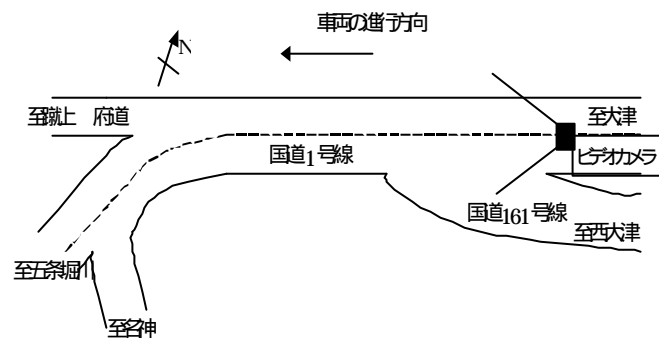 車両の進行方向
N
至蹴上 府道
至大津
国道1号線
ビデオカメラ
国道161号線
至西大津
至五条堀川
至名神